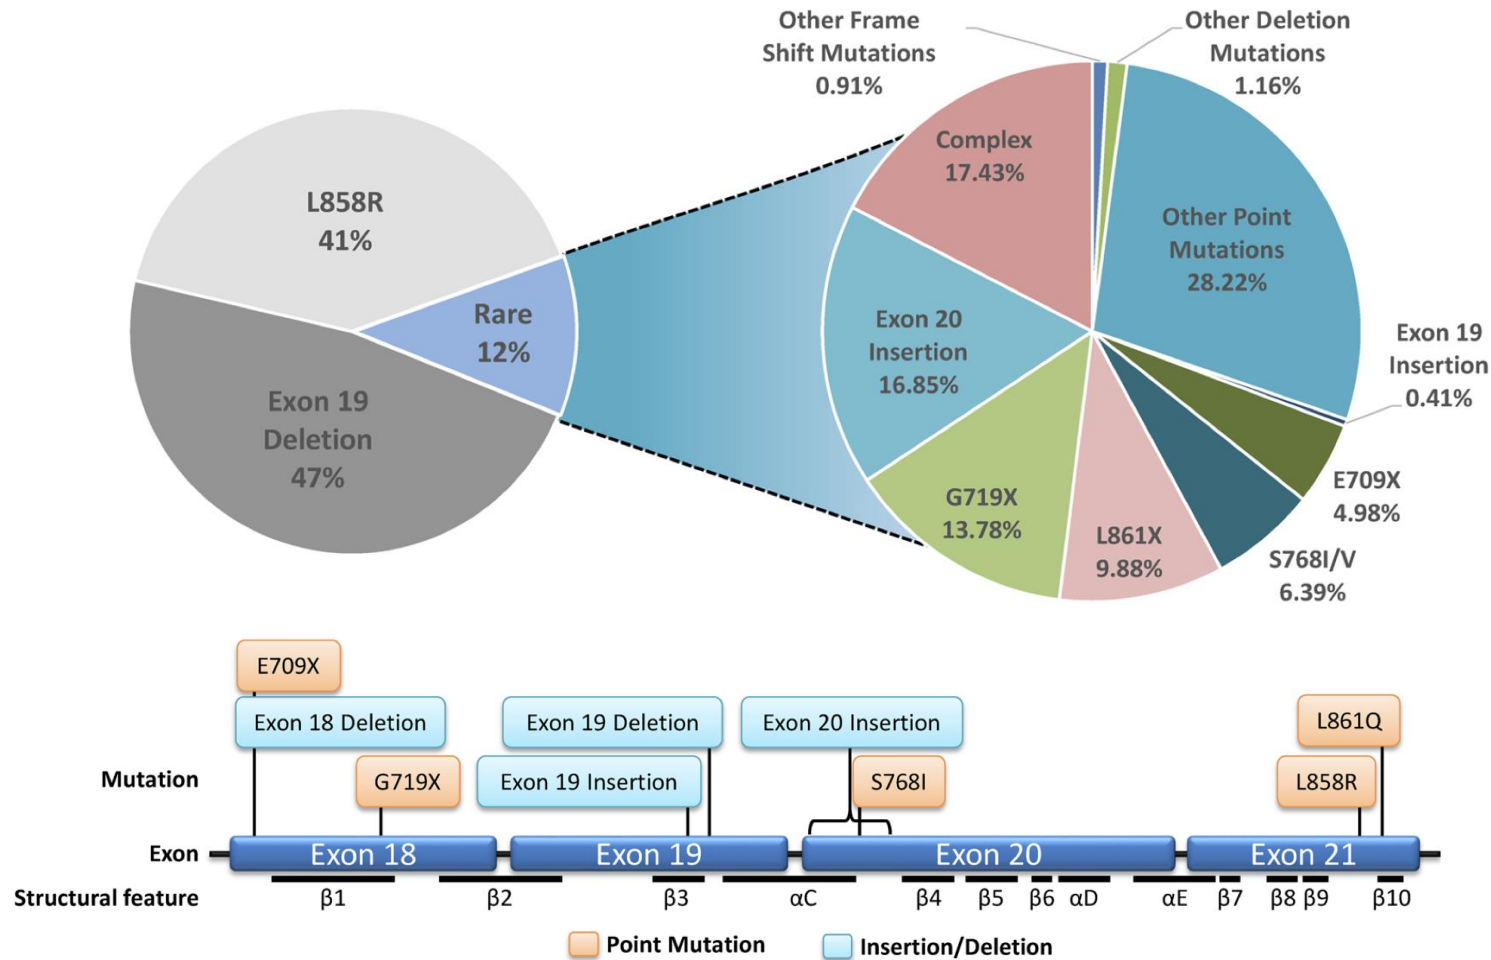 Other Frame
Shift Mutations
0.91%
Other Deletion
Mutations
1.16%
Complex
17.43%
Other Point
Mutations
28.22%
L858R
41%
Rare
12%
Exon 19
Deletion
47%
Exon 20
Insertion
16.85%
Exon 19
Insertion
0.41%
G719X
13.78%
L861X
9.88%
E709X
4.98%
S768I/V
6.39%
E709X
Exon 18 Deletion
Exon 19 Deletion
Exon 20 Insertion
L861Q
Mutation
G719X
Exon 19 Insertion
S768I
L858R
Exon
Exon 18
Exon 19
Exon 20
Exon 21
Structural feature
β1
β2
β3
αC
β4
β5
β6
αD
αE
β7
β8
β9
β10
Point Mutation
Insertion/Deletion